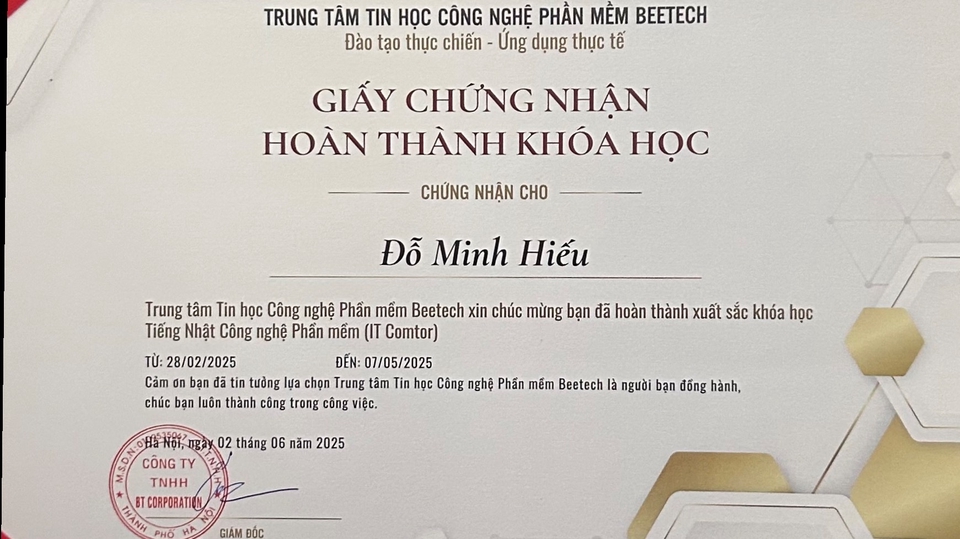 TRUNG TÂM TIN HỌC CÔNG NGHỆ PHẦN MỀM BEETECH
Đào tạo thực chiến - Ứng dụng thực tế
GIẤY CHỨNG NHẬN
HOÀN THÀNH KHÓA HỌC
CHỨNG NHẬN CHO
Đỗ Minh Hiếu
Trung tâm Tin học Công nghệ Phần mềm Beetech xin chúc mừng bạn đã hoàn thành xuất sắc khóa học
Tiếng Nhật Công nghệ Phần mềm (IT Comtor)
TỪ: 28/02/2025 ĐẾN: 07/05/2025
Cảm ơn bạn đã tin tưởng lựa chọn Trung tâm Tin học Công nghệ Phần mềm Beetech là người bạn đồng hành,
chúc bạn luôn thành công trong công việc.
Hà Nội, ngày 02 tháng 06 năm 2025
M.S.D.N:
CÔNG TY
TNHH
BT CORPORATION
THÀNH PHỐ HÀ NỘI
GIÁM ĐỐC